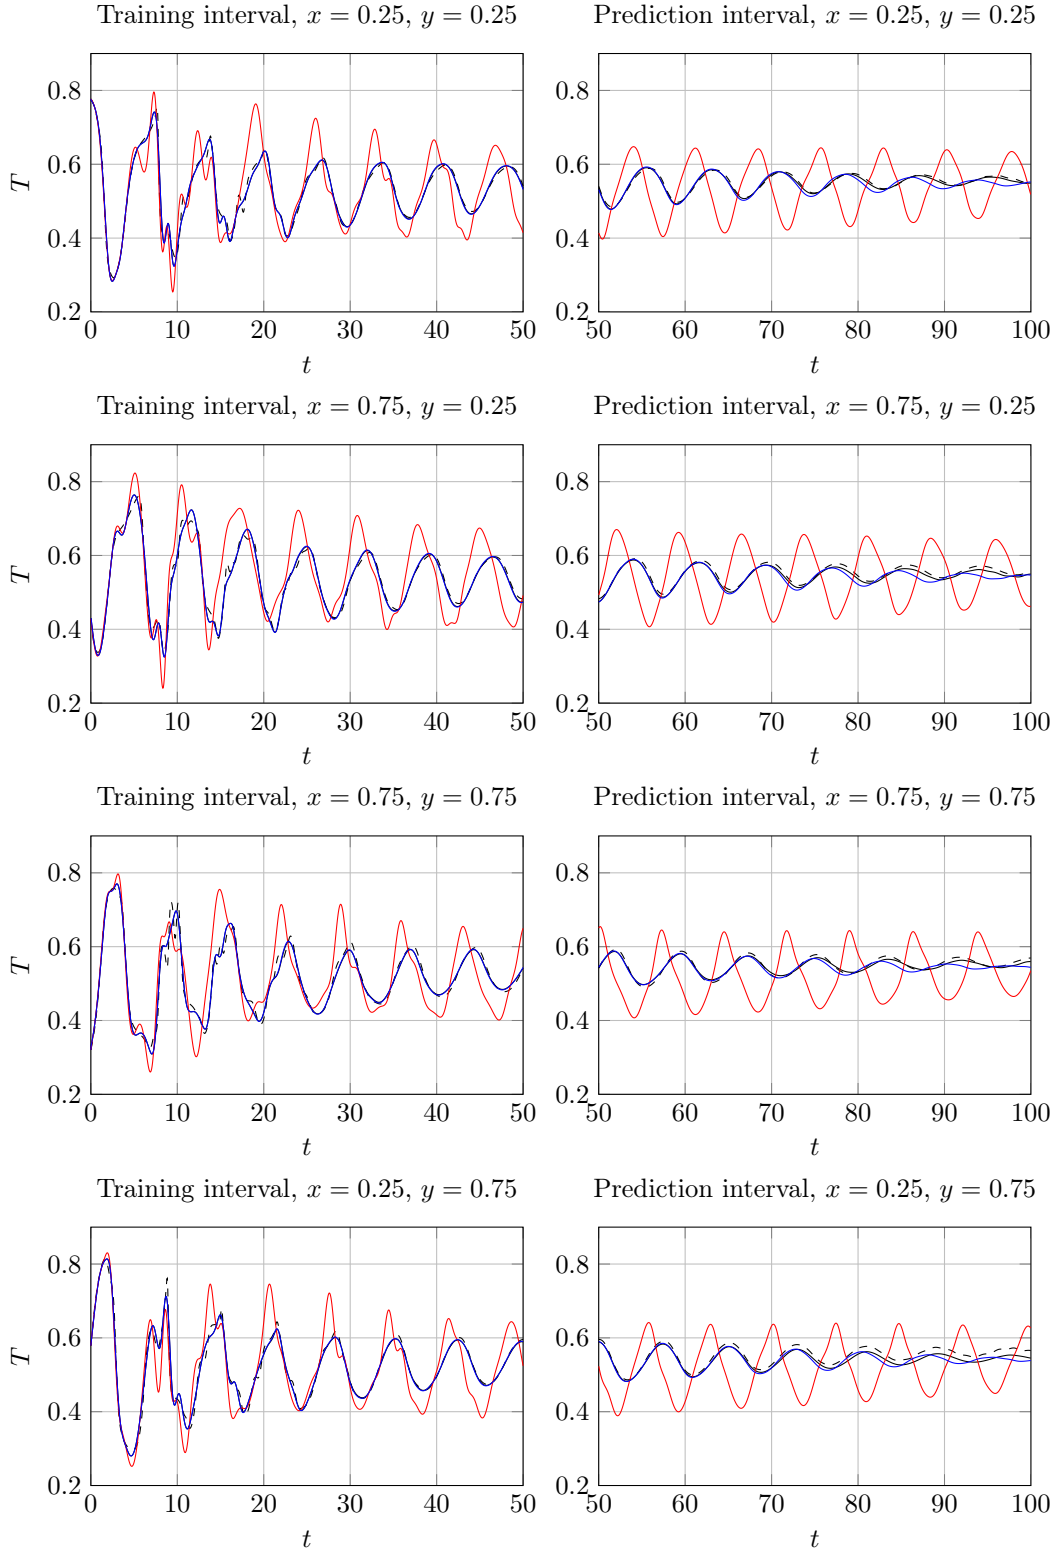 Training interval, x = 0.25, y = 0.25
Prediction interval, x = 0.25, y = 0.25
0.8
0.6
0.4
0.2
T
0 10 20 30 40 50
t
0.8
0.6
0.4
0.2
50 60 70 80 90 100
t
Training interval, x = 0.75, y = 0.25
Prediction interval, x = 0.75, y = 0.25
0.8
0.6
0.4
0.2
T
0 10 20 30 40 50
t
0.8
0.6
0.4
0.2
50 60 70 80 90 100
t
Training interval, x = 0.75, y = 0.75
Prediction interval, x = 0.75, y = 0.75
0.8
0.6
0.4
0.2
T
0 10 20 30 40 50
t
0.8
0.6
0.4
0.2
50 60 70 80 90 100
t
Training interval, x = 0.25, y = 0.75
Prediction interval, x = 0.25, y = 0.75
0.8
0.6
0.4
0.2
T
0 10 20 30 40 50
t
0.8
0.6
0.4
0.2
50 60 70 80 90 100
t